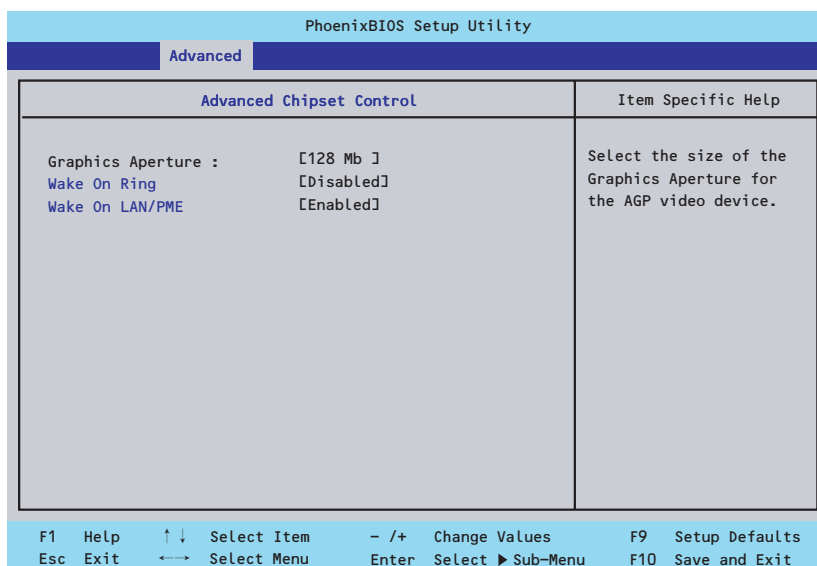 PhoenixBIOS Setup Utility
Advanced
Advanced Chipset Control
Item Specific Help
Graphics Aperture : [128 Mb ]
Wake On Ring [Disabled]
Wake On LAN/PME [Enabled]
Select the size of the
Graphics Aperture for
the AGP video device.
F1 Help ↑↓ Select Item - /+ Change Values F9 Setup Defaults
Esc Exit ←→ Select Menu Enter Select ▶ Sub-Menu F10 Save and Exit